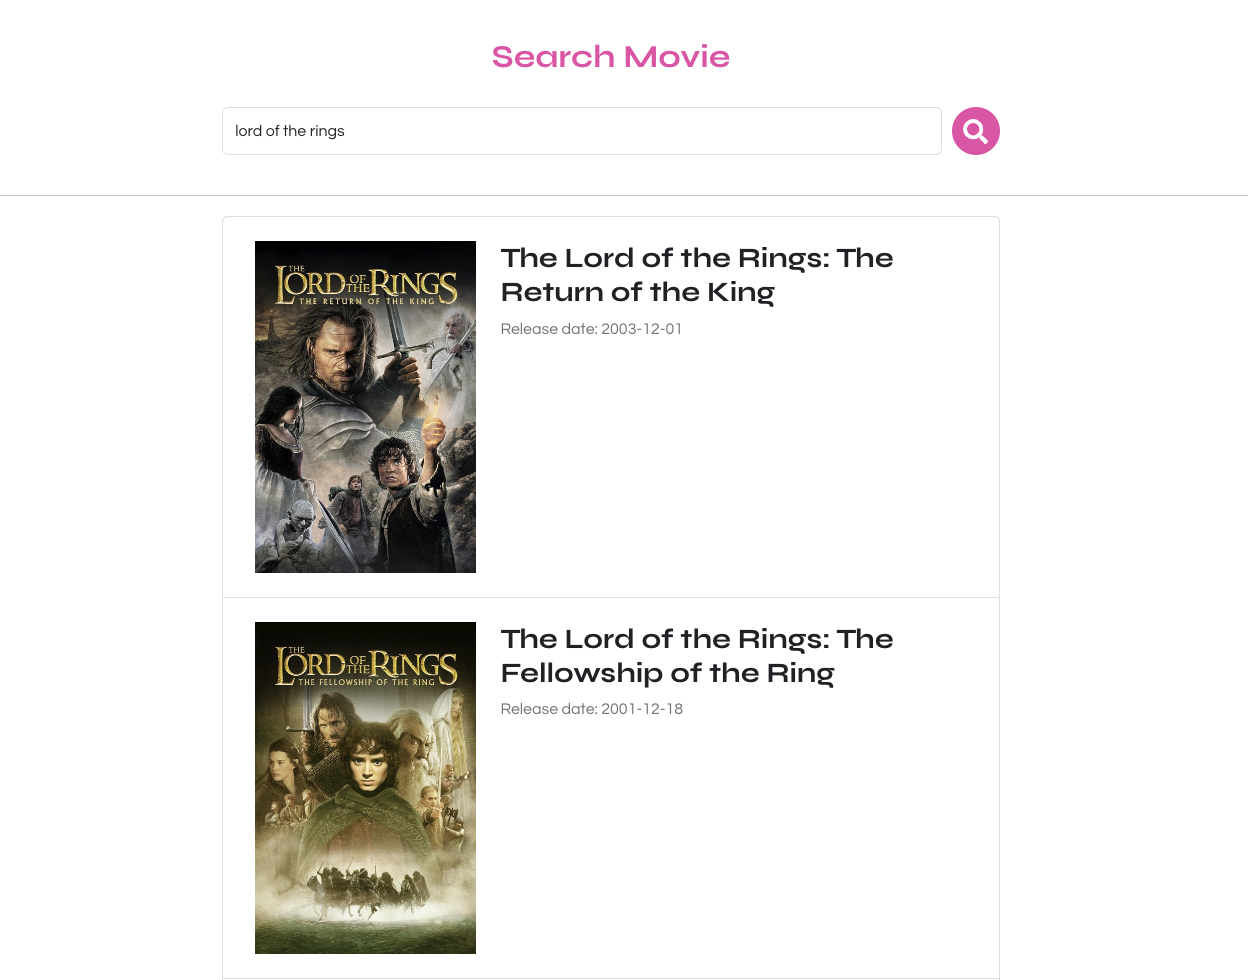 Search Movie
lord of the rings
THE
LORD OF THE RINGS
THE RETURN OF THE KING
The Lord of the Rings: The
Return of the King
Release date: 2003-12-01
THE
LORD OF THE RINGS
THE FELLOWSHIP OF THE RING
The Lord of the Rings: The
Fellowship of the Ring
Release date: 2001-12-18